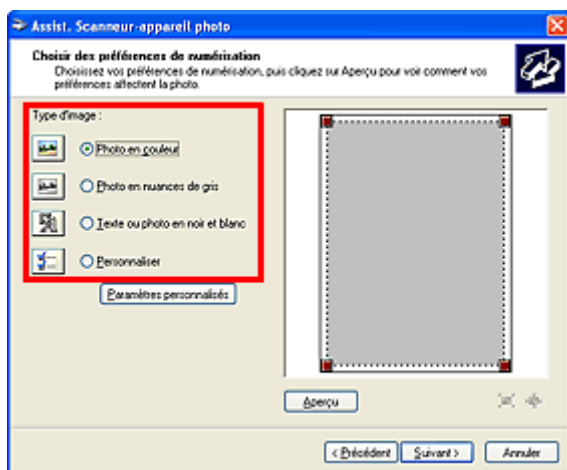 Assist. Scanneur-appareil photo
Choisir des préférences de numérisation
Choisissez vos préférences de numérisation, puis cliquez sur Aperçu pour voir comment vos
préférences affectent la photo.
Type d'image :
Photo en couleur
Photo en nuances de gris
Texte ou photo en noir et blanc
Personnaliser
Paramètres personnalisés
Aperçu
< Précédent
Suivant >
Annuler